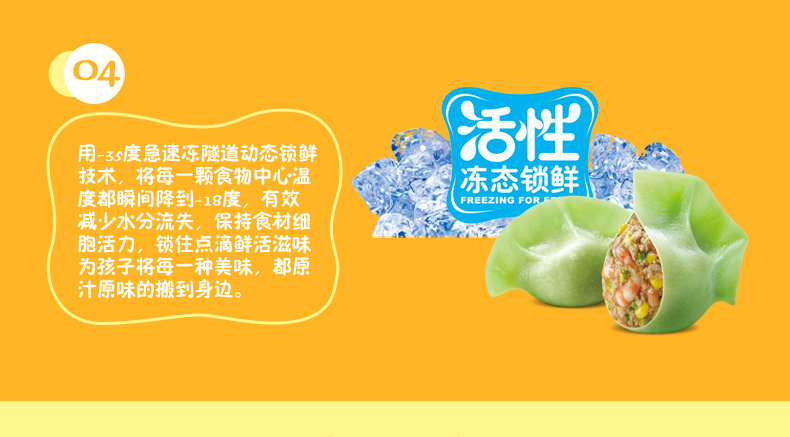 04
用-35度急速冻隧道动态锁鲜
技术，将每一颗食物中心温
度都瞬间降到-18度，有效
减少水分流失，保持食材细
胞活力，锁住点滴鲜活滋味
为孩子将每一种美味，都原
汁原味的搬到身边。
活性
冻态锁鲜
FREEZING FOR